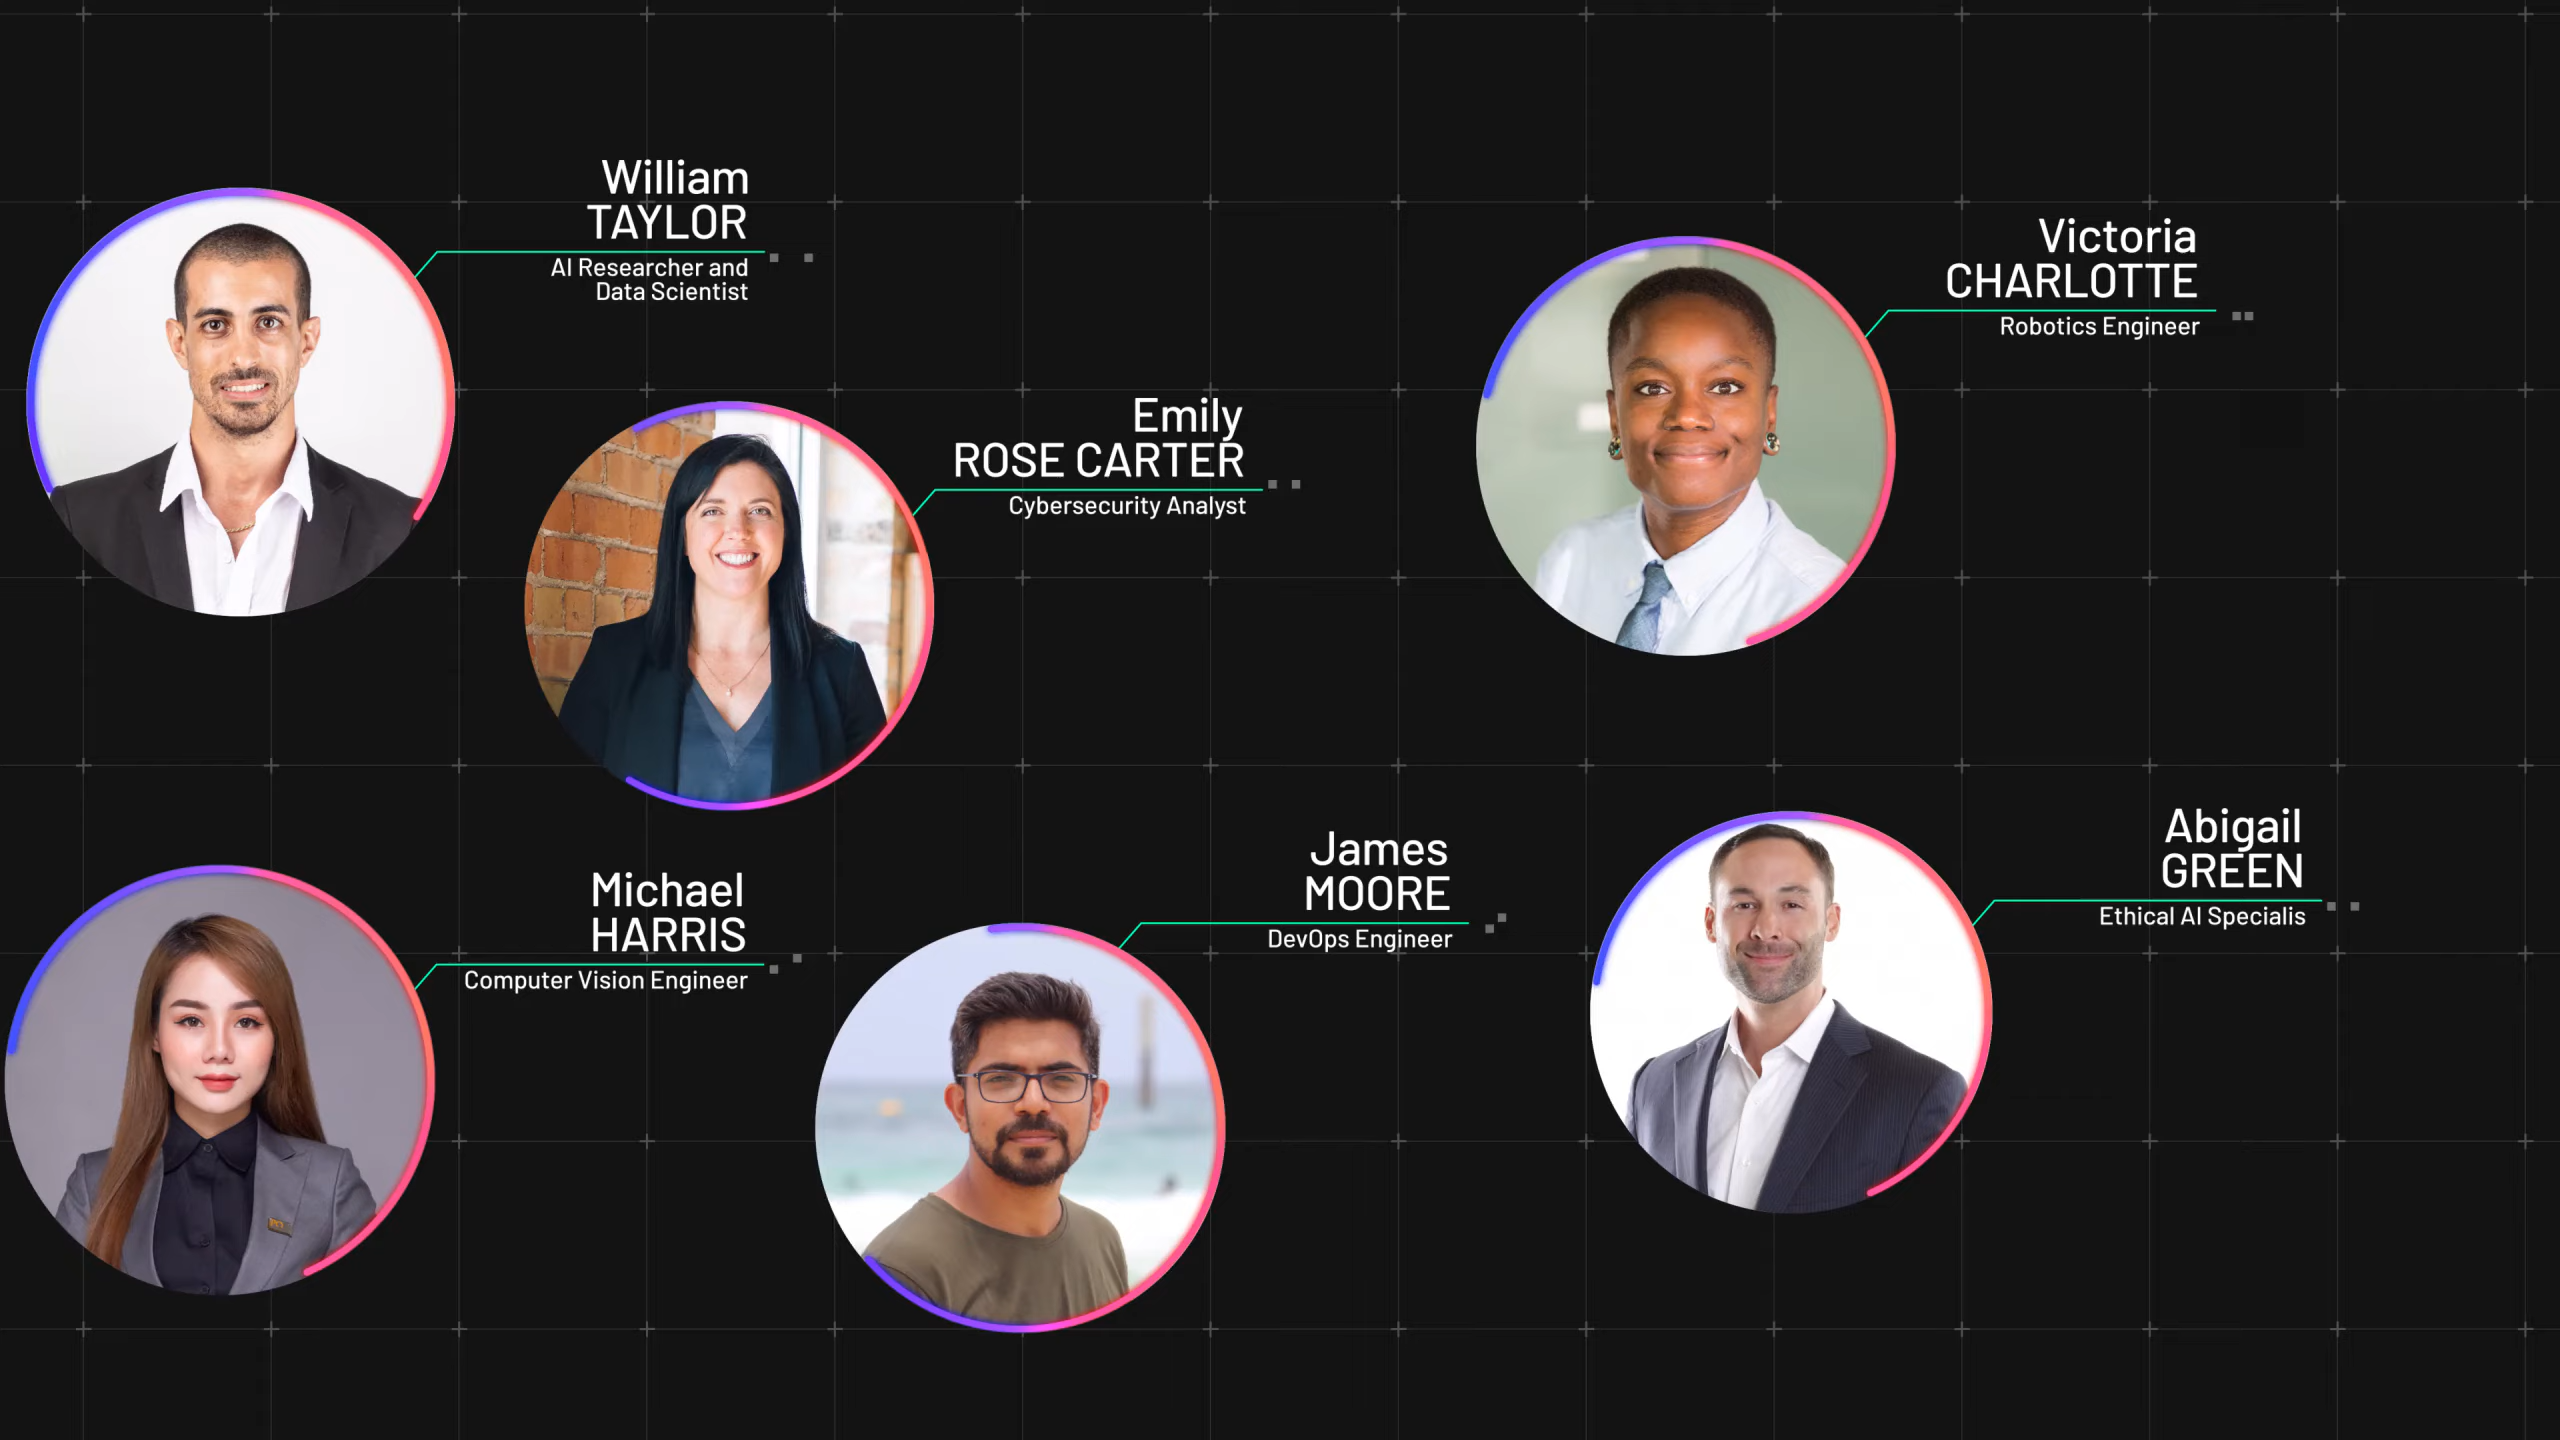 William
TAYLOR
AI Researcher and
Data Scientist
Emily
ROSE CARTER
Cybersecurity Analyst
Victoria
CHARLOTTE
Robotics Engineer
Michael
HARRIS
Computer Vision Engineer
James
MOORE
DevOps Engineer
Abigail
GREEN
Ethical AI Specialis